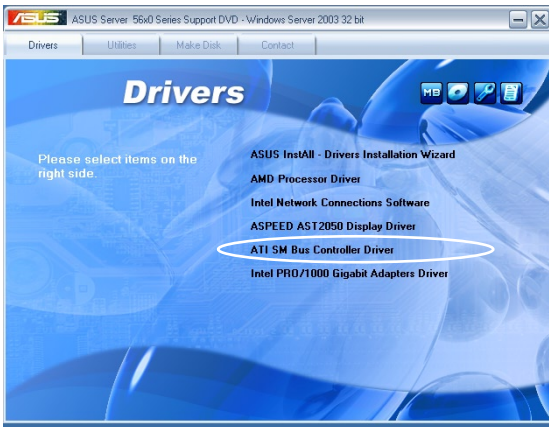 ASUS
ASUS Server 56x0 Series Support DVD - Windows Server 2003 32 bit
Drivers
Utilities
Make Disk
Contact
Drivers
MB
Please select items on the
right side.
ASUS InstAll - Drivers Installation Wizard
AMD Processor Driver
Intel Network Connections Software
ASPEED AST2050 Display Driver
ATI SM Bus Controller Driver
Intel PRO/1000 Gigabit Adapters Driver